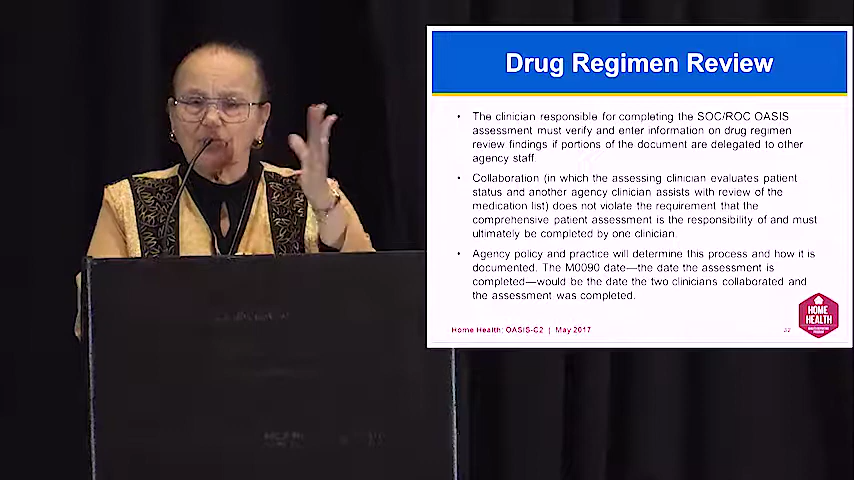 Drug Regimen Review
• The clinician responsible for completing the SOC/ROC OASIS
assessment must verify and enter information on drug regimen
review findings if portions of the document are delegated to other
agency staff.
• Collaboration (in which the assessing clinician evaluates patient
status and another agency clinician assists with review of the
medication list) does not violate the requirement that the
comprehensive patient assessment is the responsibility of and must
ultimately be completed by one clinician.
• Agency policy and practice will determine this process and how it is
documented. The M0090 date—the date the assessment is
completed—would be the date the two clinicians collaborated and
the assessment was completed.
HOME
HEALTH
Home Health: OASIS-C2 | May 2017